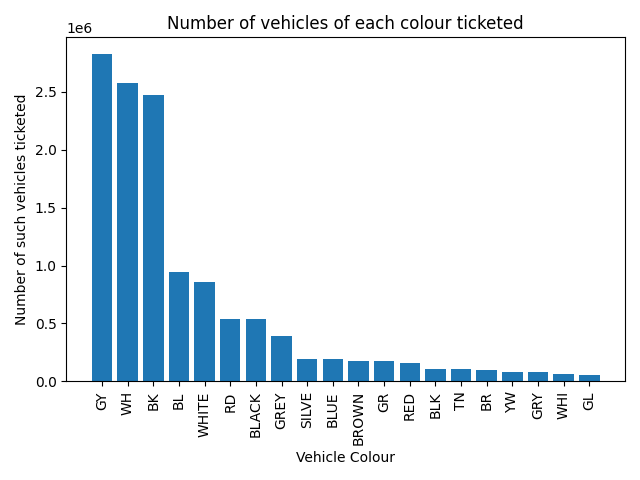 Number of vehicles of each colour ticketed
1e6
Number of such vehicles ticketed
2.5
2.0
1.5
1.0
0.5
0.0
GY WH BK BL WHITE RD BLACK GREY SILVE BLUE BROWN GR RED BLK TN BR YW GRY WHI GL
Vehicle Colour